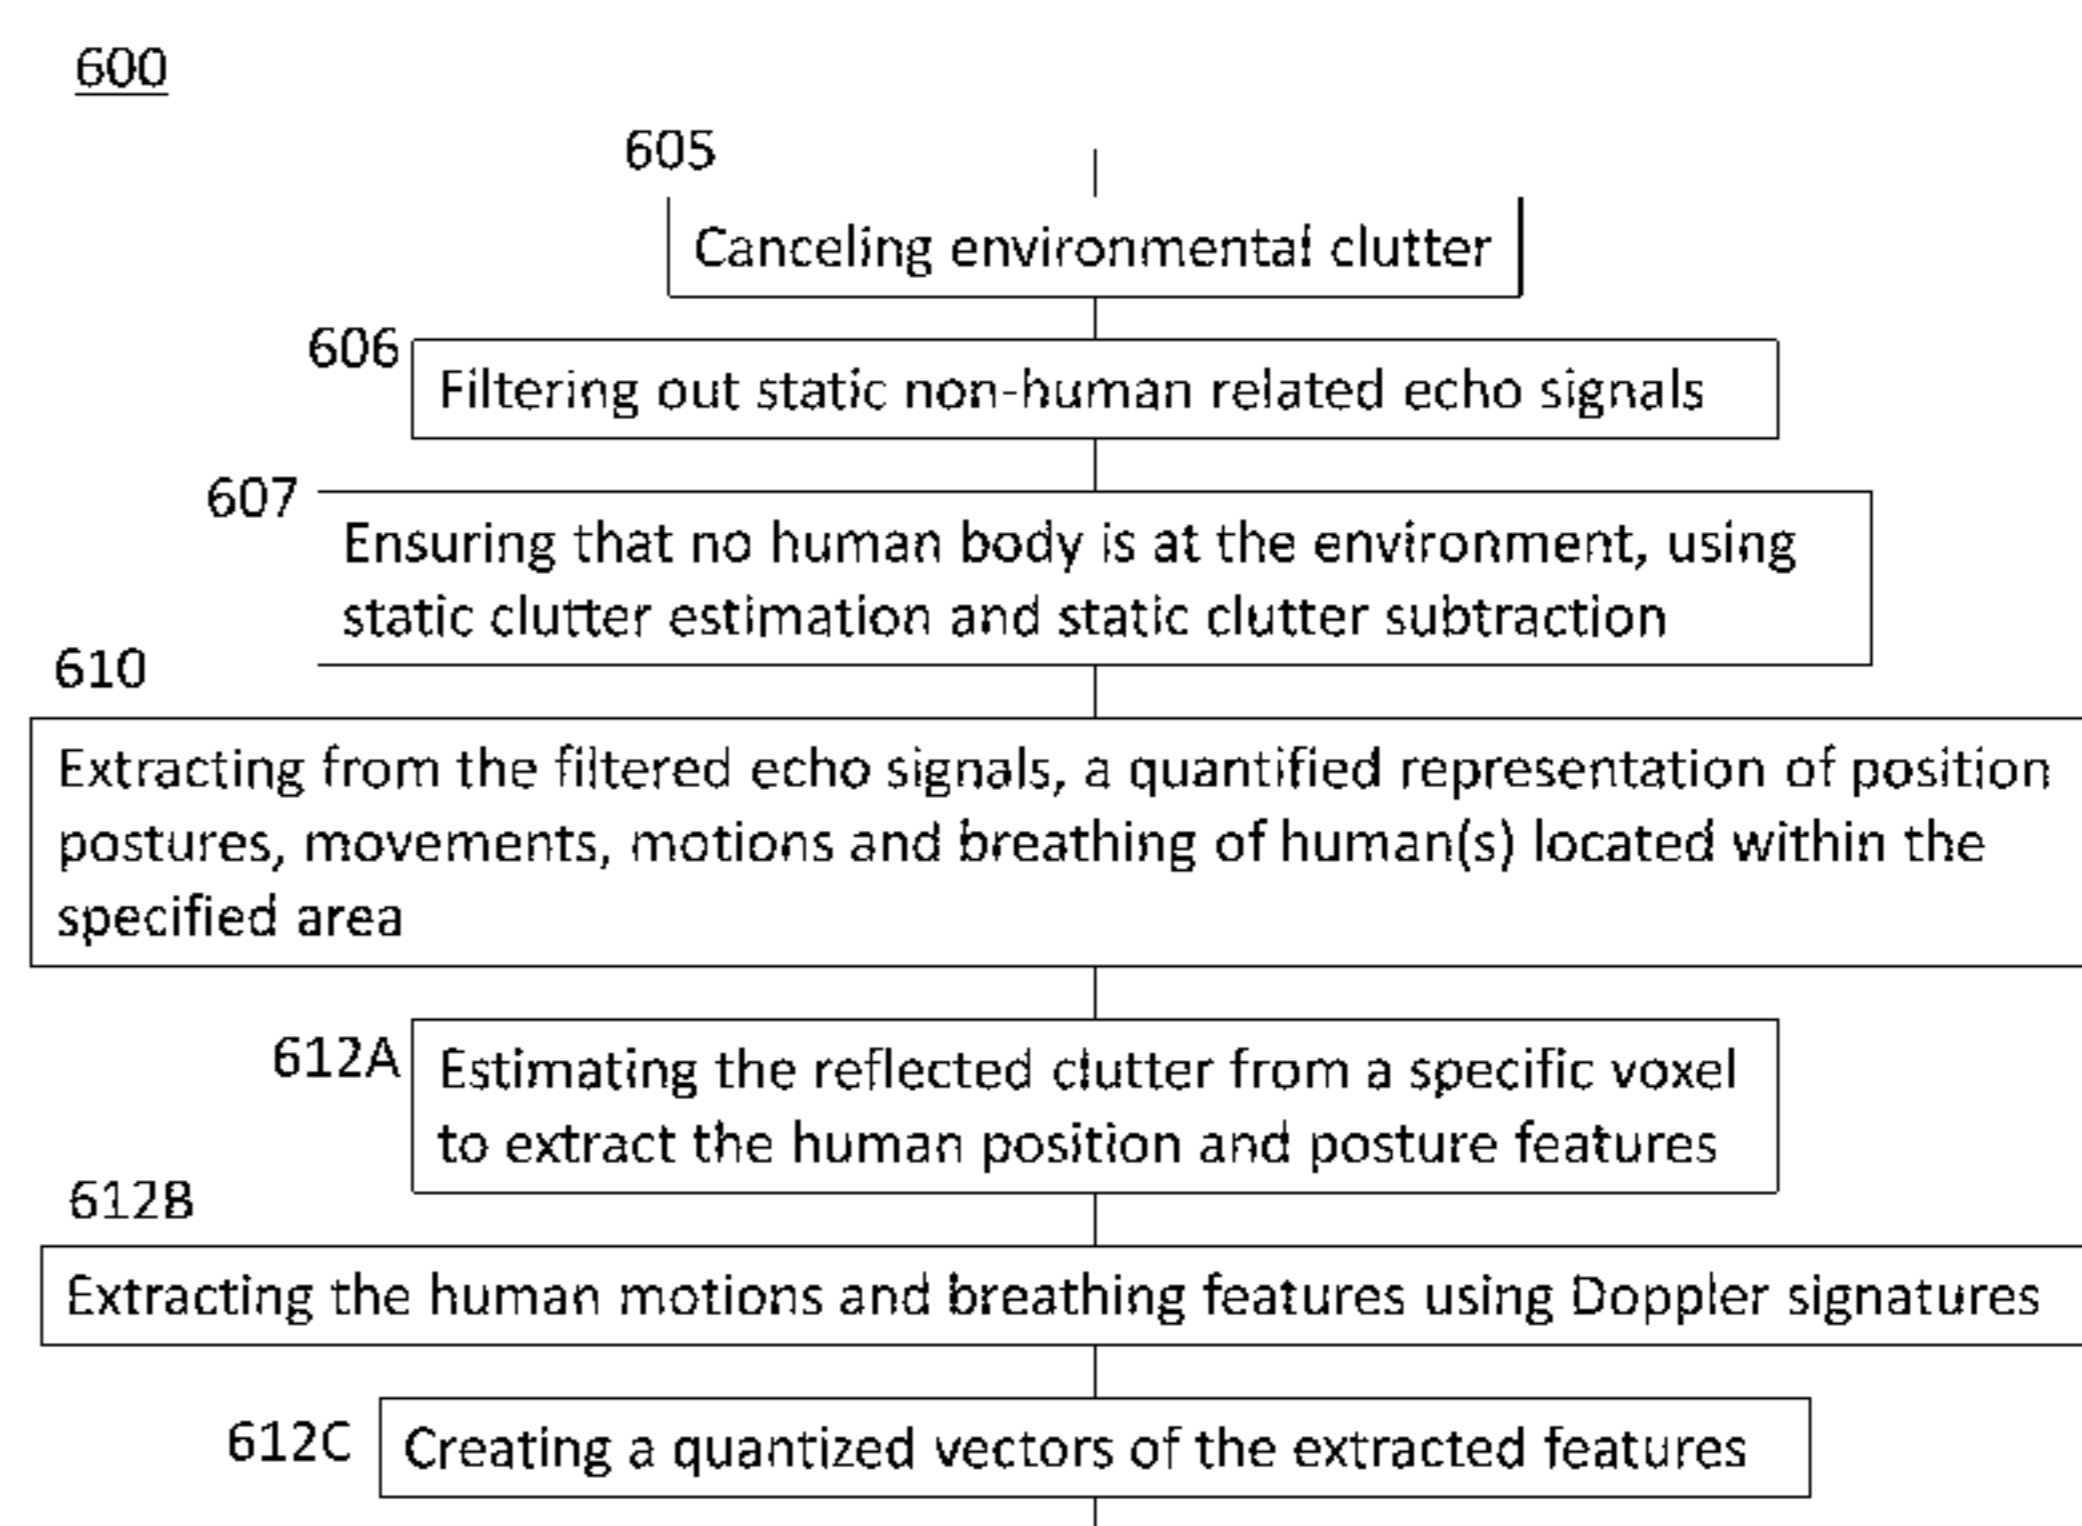 600
605
Canceling environmental clutter
606
Filtering out static non-human related echo signals
607
Ensuring that no human body is at the environment, using
static clutter estimation and static clutter subtraction
610
Extracting from the filtered echo signals, a quantified representation of position
postures, movements, motions and breathing of human(s) located within the
specified area
612A
Estimating the reflected clutter from a specific voxel
to extract the human position and posture features
612B
Extracting the human motions and breathing features using Doppler signatures
612C
Creating a quantized vectors of the extracted features